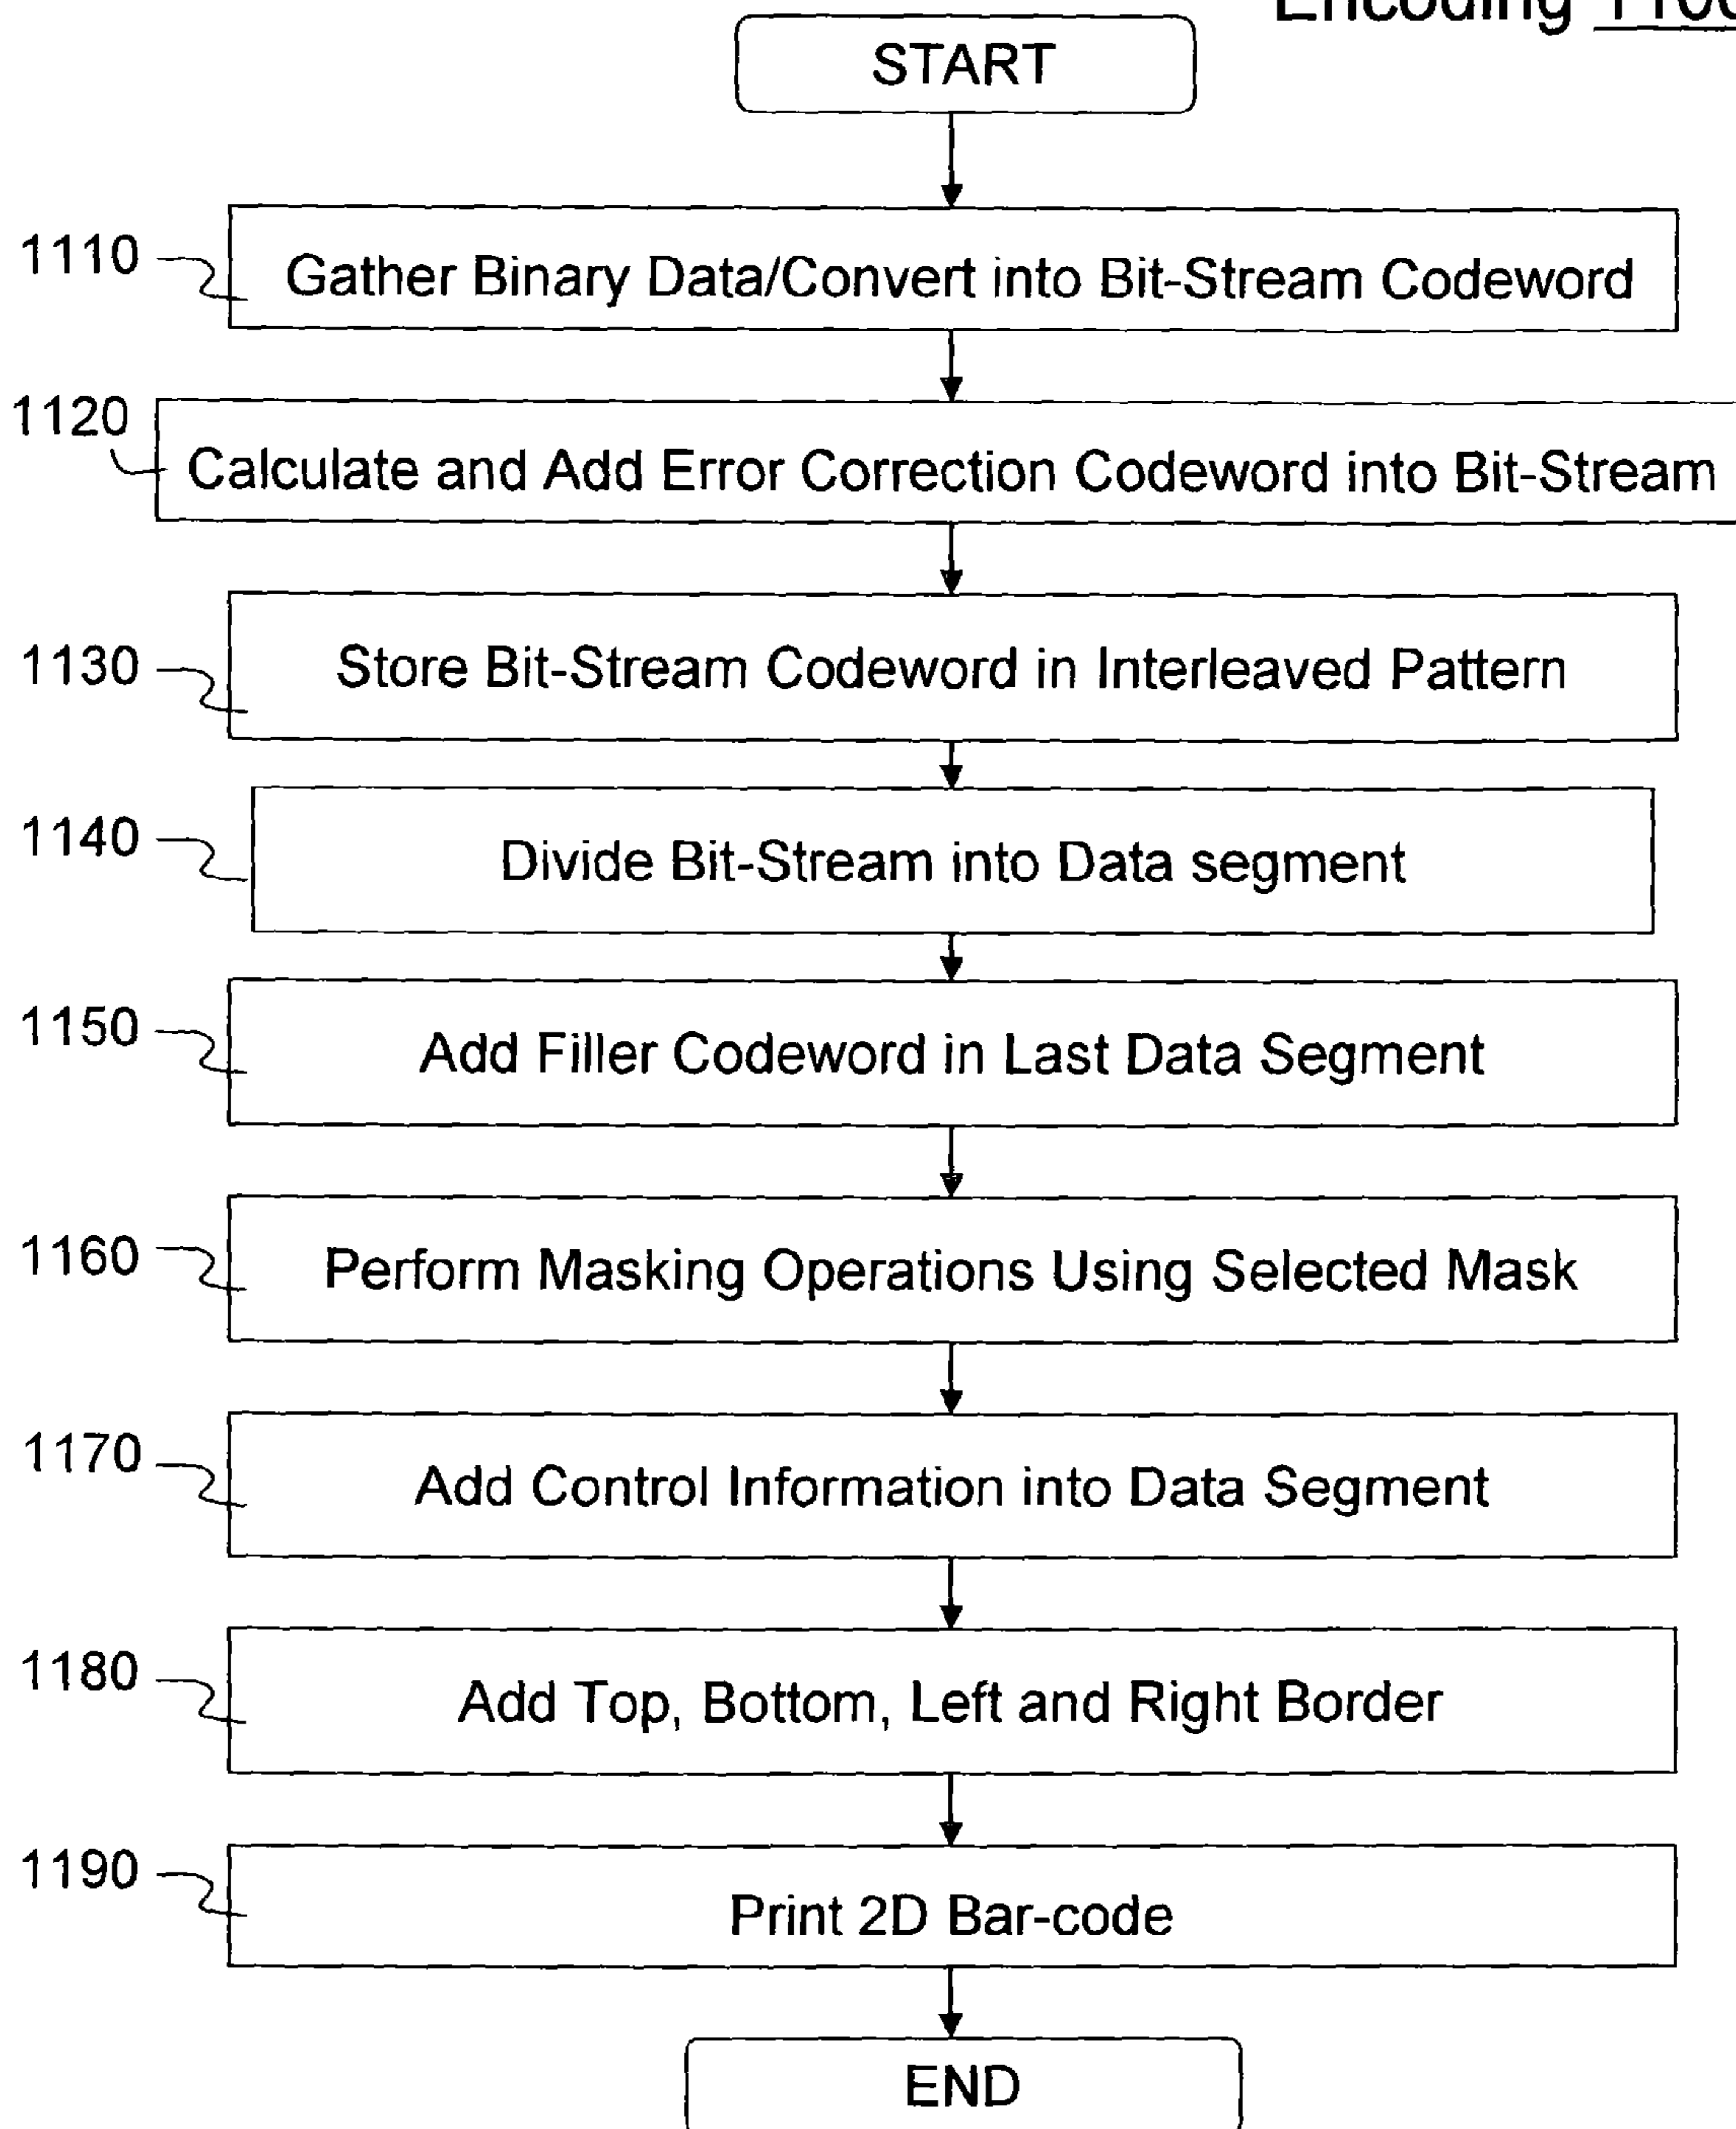 Encoding 1100
START
1110
Gather Binary Data/Convert into Bit-Stream Codeword
1120
Calculate and Add Error Correction Codeword into Bit-Stream
1130
Store Bit-Stream Codeword in Interleaved Pattern
1140
Divide Bit-Stream into Data segment
1150
Add Filler Codeword in Last Data Segment
1160
Perform Masking Operations Using Selected Mask
1170
Add Control Information into Data Segment
1180
Add Top, Bottom, Left and Right Border
1190
Print 2D Bar-code
END